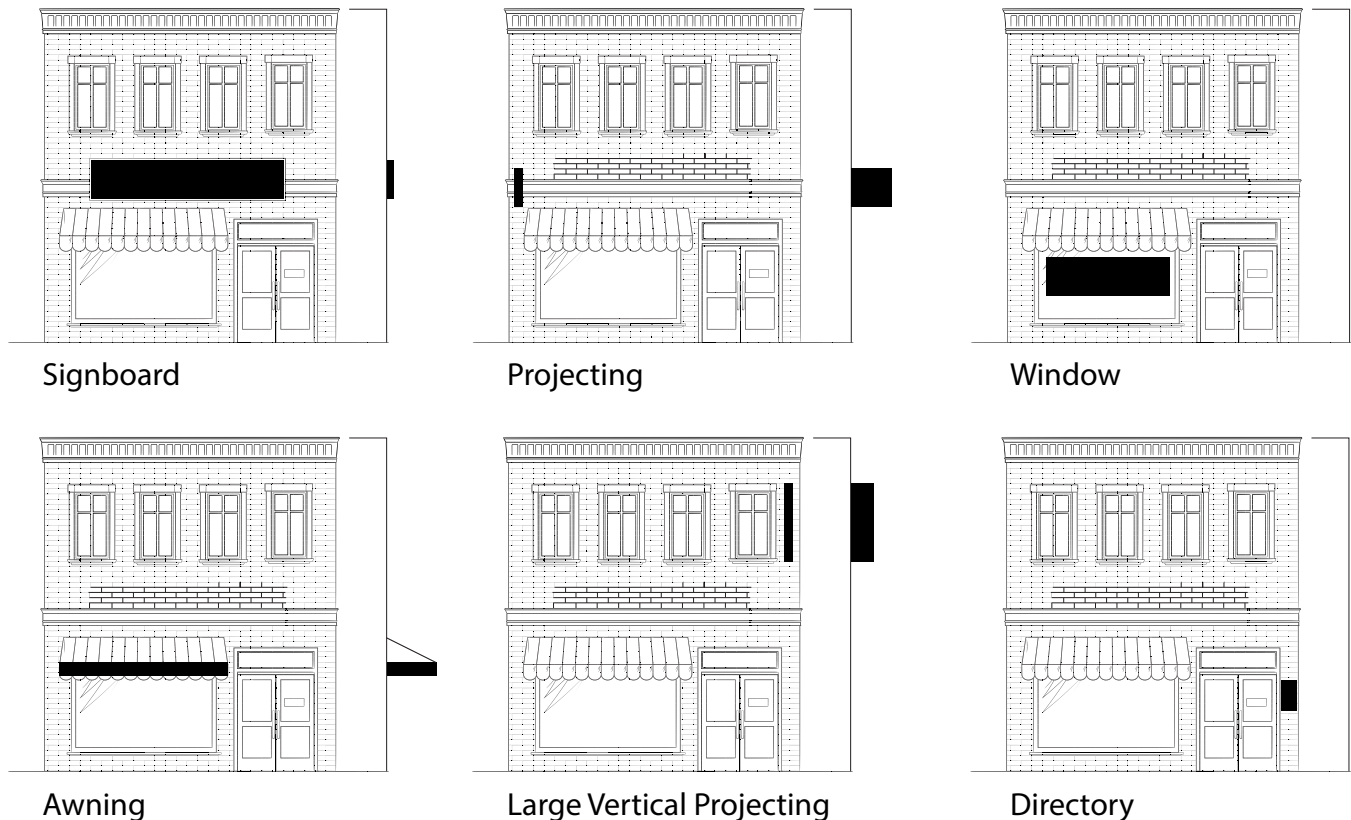 Signboard
Projecting
Window
Awning
Large Vertical Projecting
Directory